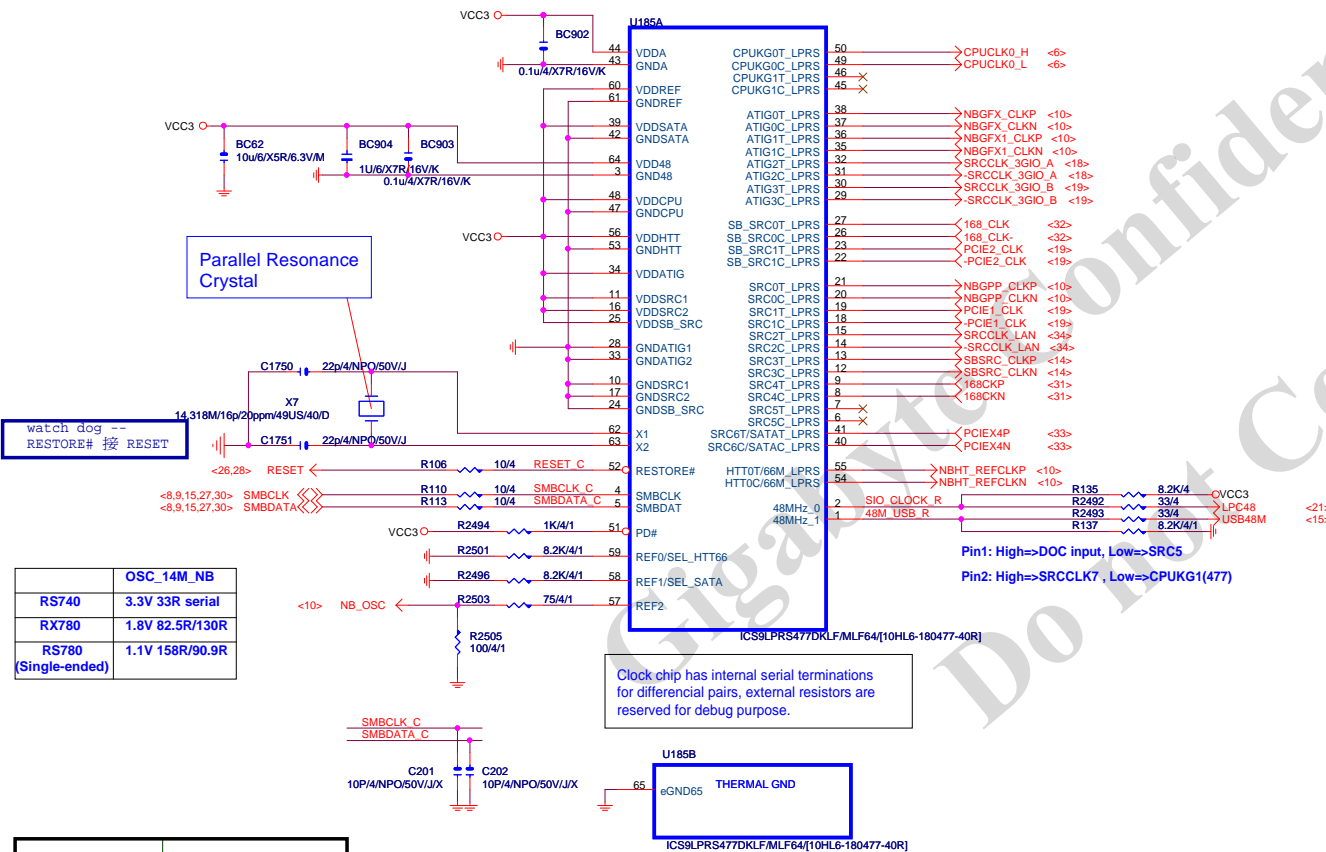 U185A
VCC3
BC902
0.1u/4/X7R/16V/K
44 VDDA
43 GNDA
60 VDDREF
61 GNDREF
VCC3
BC62
10u/6/X5R/6.3V/M
BC904
1U/6/X7R/16V/K
BC903
0.1u/4/X7R/16V/K
39 VDDSATA
42 GNDSATA
64 VDD48
3 GND48
48 VDDCPU
47 GNDCPU
VCC3
56 VDDHTT
53 GNDHTT
34 VDDATIG
11 VDDSRC1
16 VDDSRC2
25 VDDSB_SRC
28 GNDATIG1
33 GNDATIG2
10 GNDSRC1
17 GNDSRC2
24 GNDSB_SRC
Parallel Resonance
Crystal
C1750 22p/4/NPO/50V/J
X7
14.318M/16p/20ppm/49US/40/D
C1751 22p/4/NPO/50V/J
62 X1
63 X2
watch dog --
RESTORE# 接 RESET
<26,28> RESET R106 10/4 RESET_C 52 RESTORE#
<8,9,15,27,30> SMBCLK R110 10/4 SMBCLK_C 4 SMBCLK
<8,9,15,27,30> SMBDATA R113 10/4 SMBDATA_C 5 SMBDAT
VCC3 R2494 1K/4/1 51 PD#
R2501 8.2K/4/1 59 REF0/SEL_HTT66
R2496 8.2K/4/1 58 REF1/SEL_SATA
<10> NB_OSC R2503 75/4/1 57 REF2
R2505
100/4/1
CPUKG0T_LPRS 50 CPUCLK0_H <6>
CPUKG0C_LPRS 49 CPUCLK0_L <6>
CPUKG1T_LPRS 46
CPUKG1C_LPRS 45
ATIG0T_LPRS 38 NBGFX_CLKP <10>
ATIG0C_LPRS 37 NBGFX_CLKN <10>
ATIG1T_LPRS 36 NBGFX1_CLKP <10>
ATIG1C_LPRS 35 NBGFX1_CLKN <10>
ATIG2T_LPRS 32 SRCCLK_3GIO_A <18>
ATIG2C_LPRS 31 -SRCCLK_3GIO_A <18>
ATIG3T_LPRS 30 SRCCLK_3GIO_B <19>
ATIG3C_LPRS 29 -SRCCLK_3GIO_B <19>
SB_SRC0T_LPRS 27 168_CLK <32>
SB_SRC0C_LPRS 26 168_CLK- <32>
SB_SRC1T_LPRS 23 PCIE2_CLK <19>
SB_SRC1C_LPRS 22 -PCIE2_CLK <19>
SRC0T_LPRS 21 NBGPP_CLKP <10>
SRC0C_LPRS 20 NBGPP_CLKN <10>
SRC1T_LPRS 19 PCIE1_CLK <19>
SRC1C_LPRS 18 -PCIE1_CLK <19>
SRC2T_LPRS 15 SRCCLK_LAN <34>
SRC2C_LPRS 14 -SRCCLK_LAN <34>
SRC3T_LPRS 13 SBSRC_CLKP <14>
SRC3C_LPRS 12 SBSRC_CLKN <14>
SRC4T_LPRS 9 168CKP <31>
SRC4C_LPRS 8 168CKN <31>
SRC5T_LPRS 7
SRC5C_LPRS 6
SRC6T/SATAT_LPRS 41 PCIEX4P <33>
SRC6C/SATAC_LPRS 40 PCIEX4N <33>
HTT0T/66M_LPRS 55 NBHT_REFCLKP <10>
HTT0C/66M_LPRS 54 NBHT_REFCLKN <10>
48MHz_0 2 SIO_CLOCK_R
48MHz_1 1 48M_USB_R
R135 8.2K/4 VCC3
R2492 33/4 LPC48 <21>
R2493 33/4 USB48M <15>
R137 8.2K/4/1
Pin1: High=>DOC input, Low=>SRC5
Pin2: High=>SRCCLK7 , Low=>CPUKG1(477)
ICS9LPRS477DKLF/MLF64/[10HL6-180477-40R]
OSC_14M_NB
RS740 3.3V 33R serial
RX780 1.8V 82.5R/130R
RS780
(Single-ended) 1.1V 158R/90.9R
Clock chip has internal serial terminations
for differencial pairs, external resistors are
reserved for debug purpose.
SMBCLK_C
SMBDATA_C
C201
10P/4/NPO/50V/J/X
C202
10P/4/NPO/50V/J/X
U185B
65 eGND65
THERMAL GND
ICS9LPRS477DKLF/MLF64/[10HL6-180477-40R]
Gigabyte Confiden
Do not Co